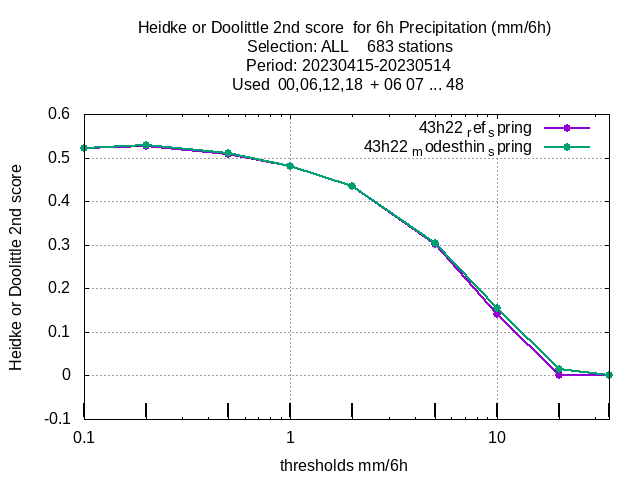 Heidke or Doolittle 2nd score  for 6h Precipitation (mm/6h)
Selection: ALL    683 stations
Period: 20230415-20230514
Used  00,06,12,18  + 06 07 ... 48
43h22 ref spring
43h22 modesthin spring
Heidke or Doolittle 2nd score
0.6
0.5
0.4
0.3
0.2
0.1
0
-0.1
0.1 1 10
thresholds mm/6h